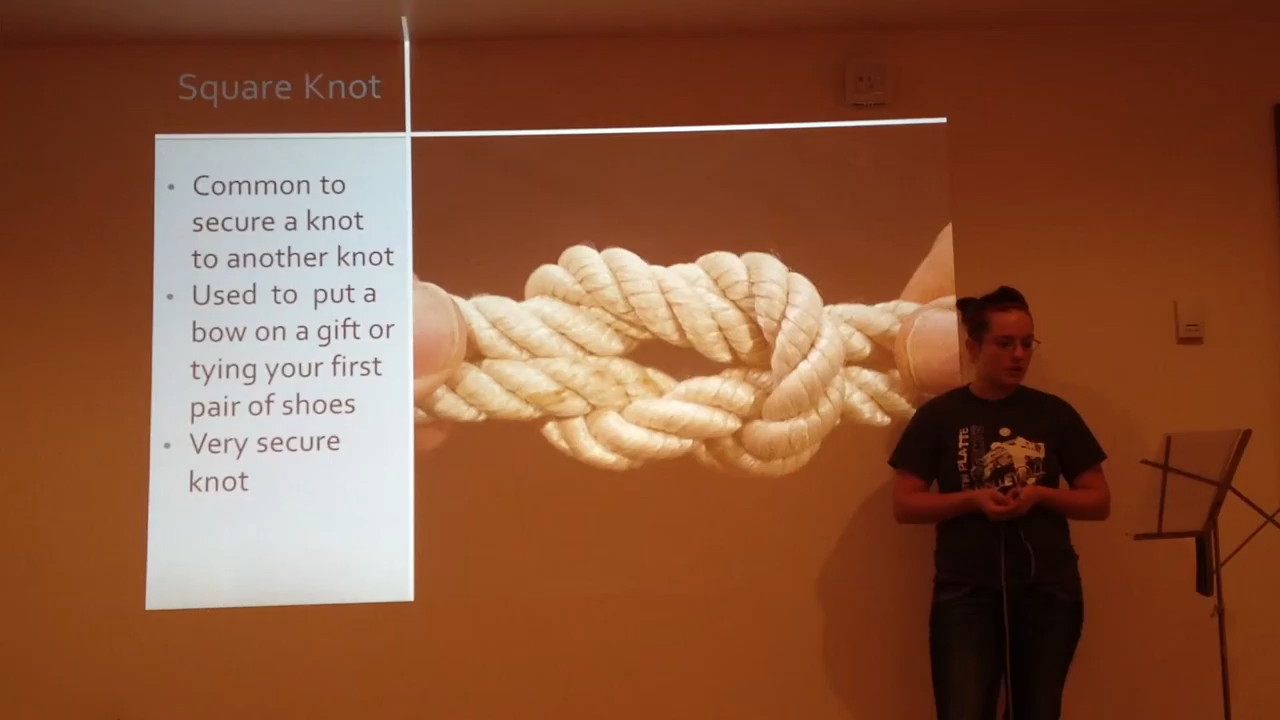 Square Knot
• Common to
secure a knot
to another knot
• Used to put a
bow on a gift or
tying your first
pair of shoes
• Very secure
knot
PLATTE